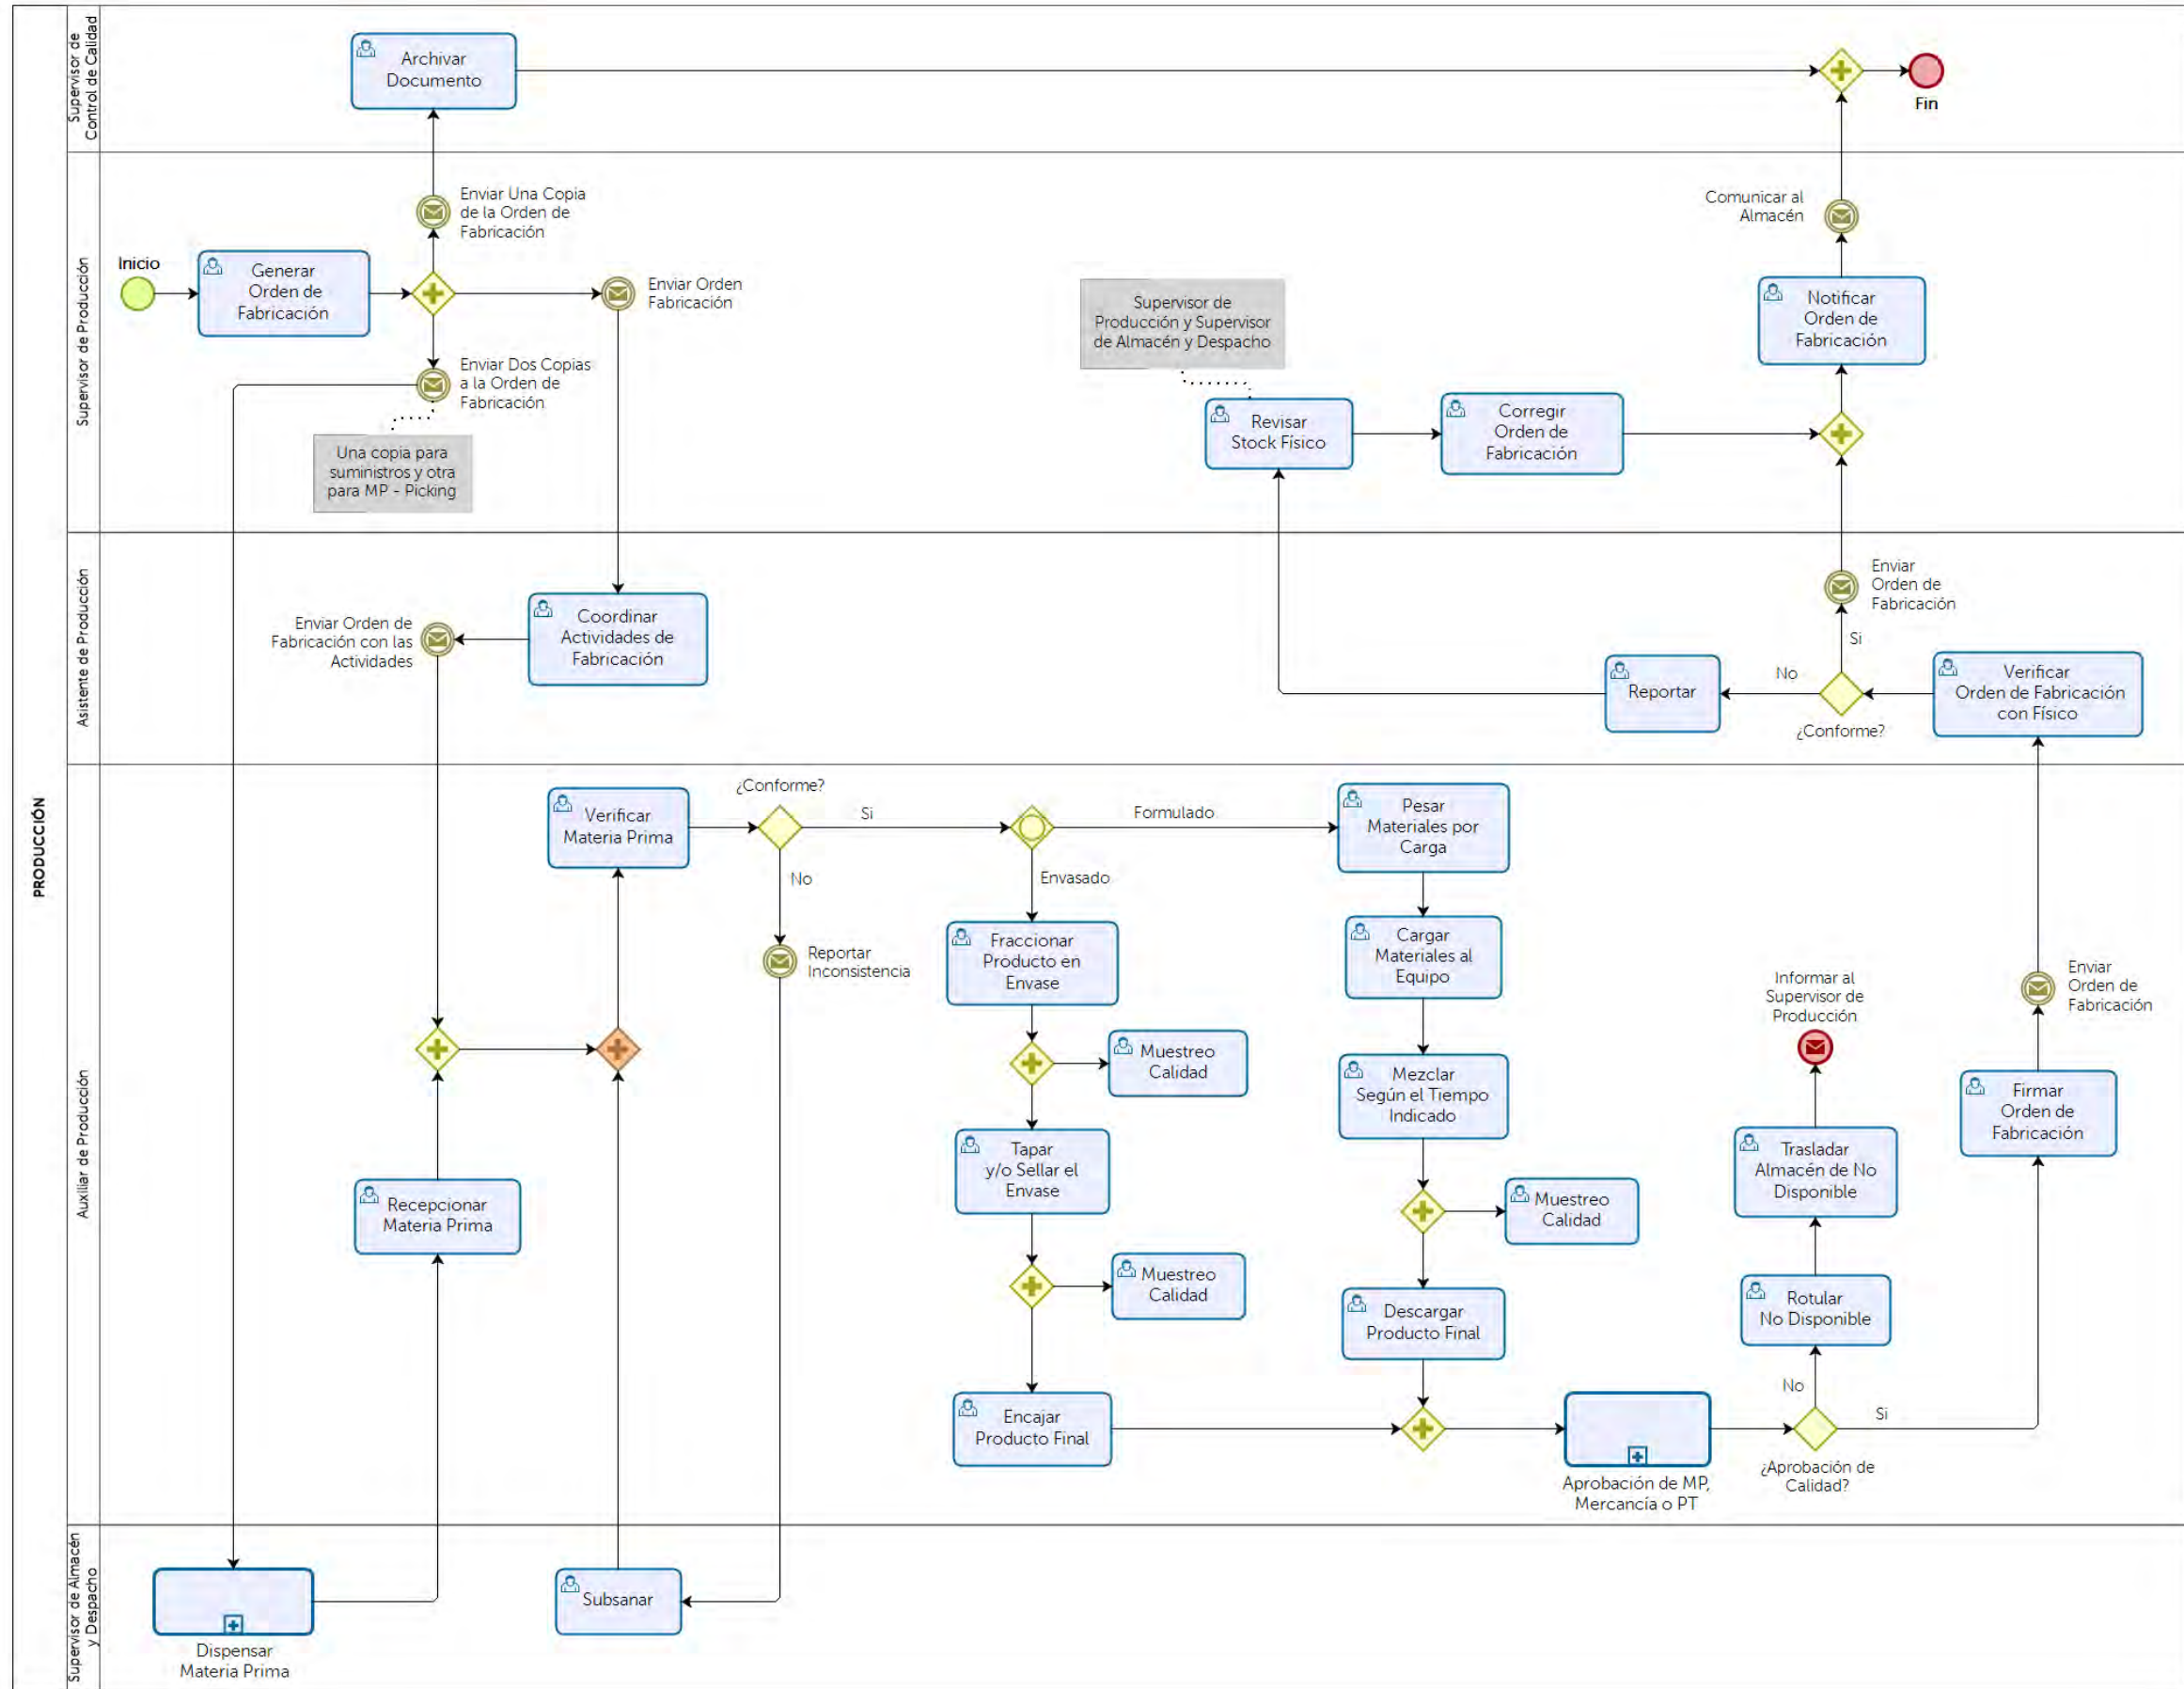 PRODUCCIÓN
Supervisor de
Control de Calidad
Archivar
Documento
Fin
Supervisor de Producción
Inicio
Generar
Orden de
Fabricación
Enviar Una Copia
de la Orden de
Fabricación
Enviar Orden
Fabricación
Enviar Dos Copias
a la Orden de
Fabricación
Una copia para
suministros y otra
para MP - Picking
Supervisor de
Producción y Supervisor
de Almacén y Despacho
Revisar
Stock Físico
Corregir
Orden de
Fabricación
Comunicar al
Almacén
Notificar
Orden de
Fabricación
Asistente de Producción
Enviar Orden de
Fabricación con las
Actividades
Coordinar
Actividades de
Fabricación
Reportar
No
Si
¿Conforme?
Enviar
Orden de
Fabricación
Verificar
Orden de Fabricación
con Físico
Auxiliar de Producción
Verificar
Materia Prima
¿Conforme?
Si
No
Reportar
Inconsistencia
Recepcionar
Materia Prima
Formulado
Envasado
Fraccionar
Producto en
Envase
Muestreo
Calidad
Tapar
y/o Sellar el
Envase
Muestreo
Calidad
Encajar
Producto Final
Pesar
Materiales por
Carga
Cargar
Materiales al
Equipo
Mezclar
Según el Tiempo
Indicado
Muestreo
Calidad
Descargar
Producto Final
Aprobación de MP,
Mercancía o PT
¿Aprobación de
Calidad?
No
Si
Rotular
No Disponible
Trasladar
Almacén de No
Disponible
Informar al
Supervisor de
Producción
Firmar
Orden de
Fabricación
Enviar
Orden de
Fabricación
Supervisor de Almacén
y Despacho
Dispensar
Materia Prima
Subsanar